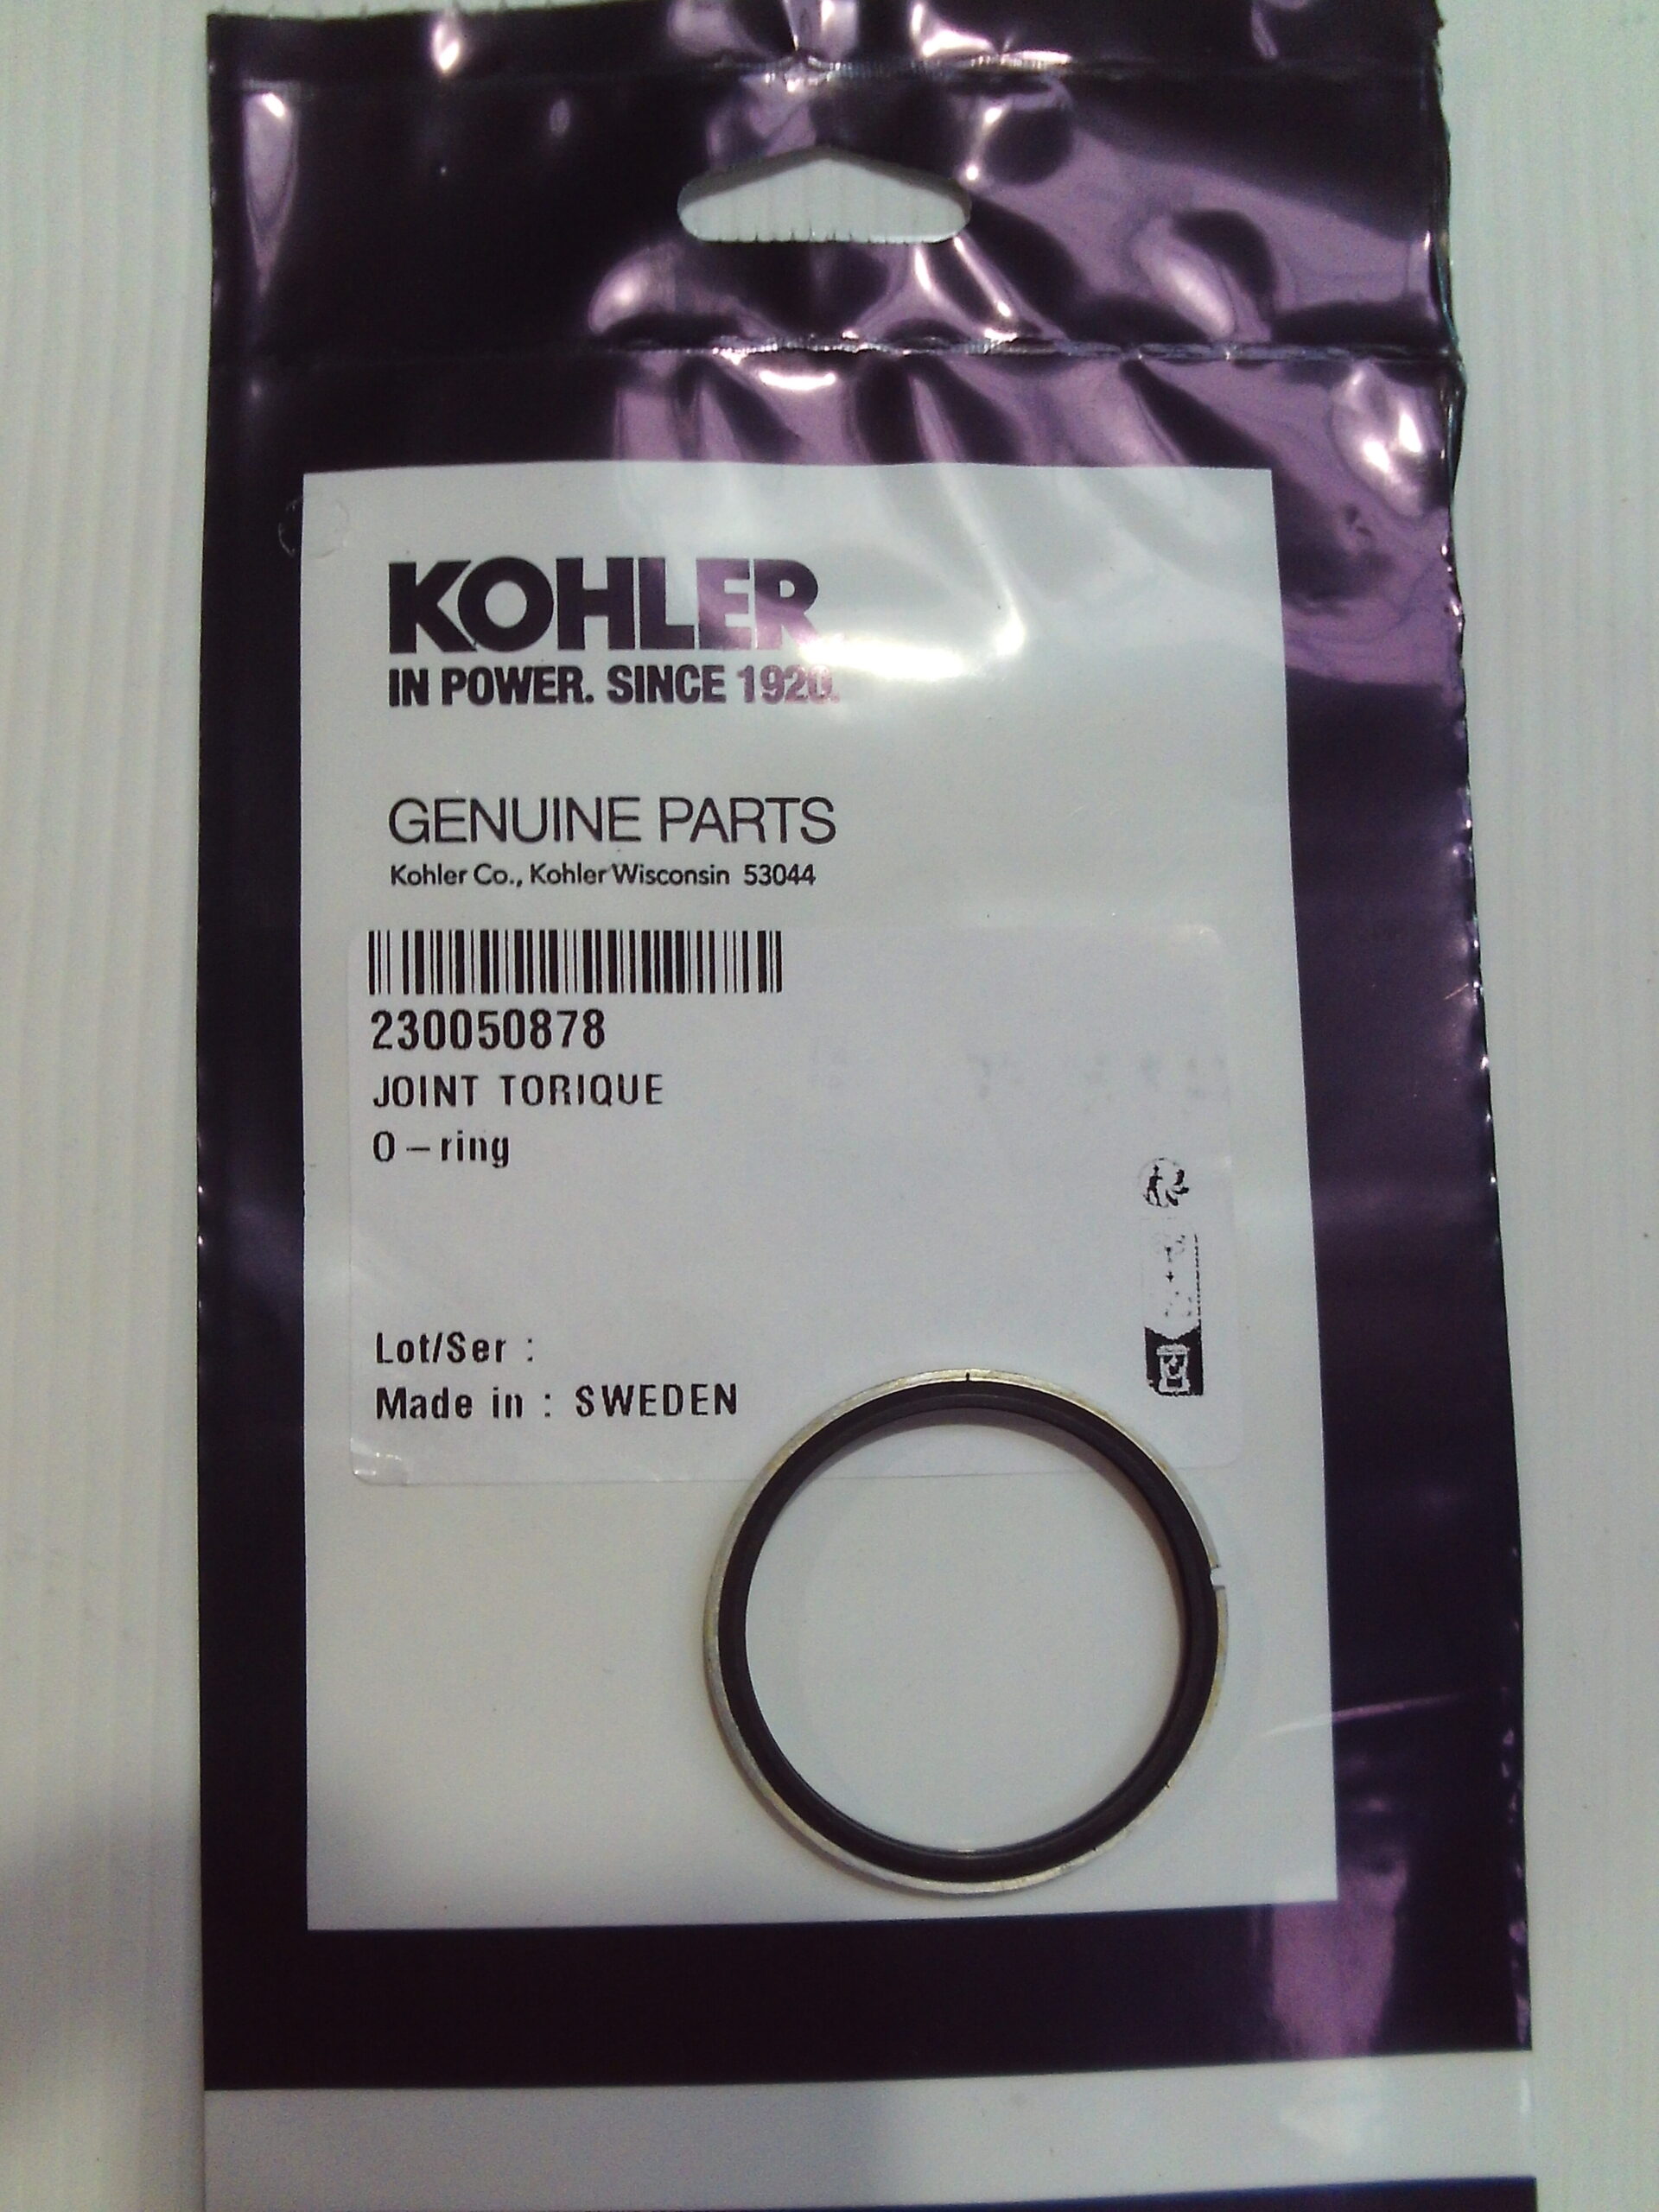 KOHLER
IN POWER. SINCE 1920.
GENUINE PARTS
Kohler Co., Kohler Wisconsin 53044
230050878
JOINT TORIQUE
O-ring
Lot/Ser :
Made in : SWEDEN